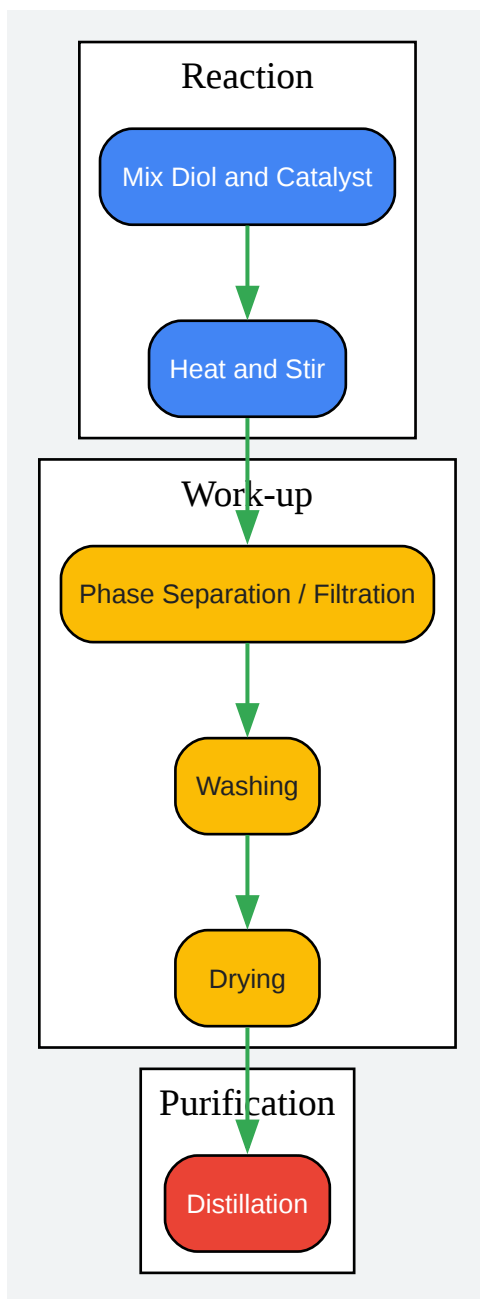 Reaction
Mix Diol and Catalyst
Heat and Stir
Work-up
Phase Separation / Filtration
Washing
Drying
Purification
Distillation